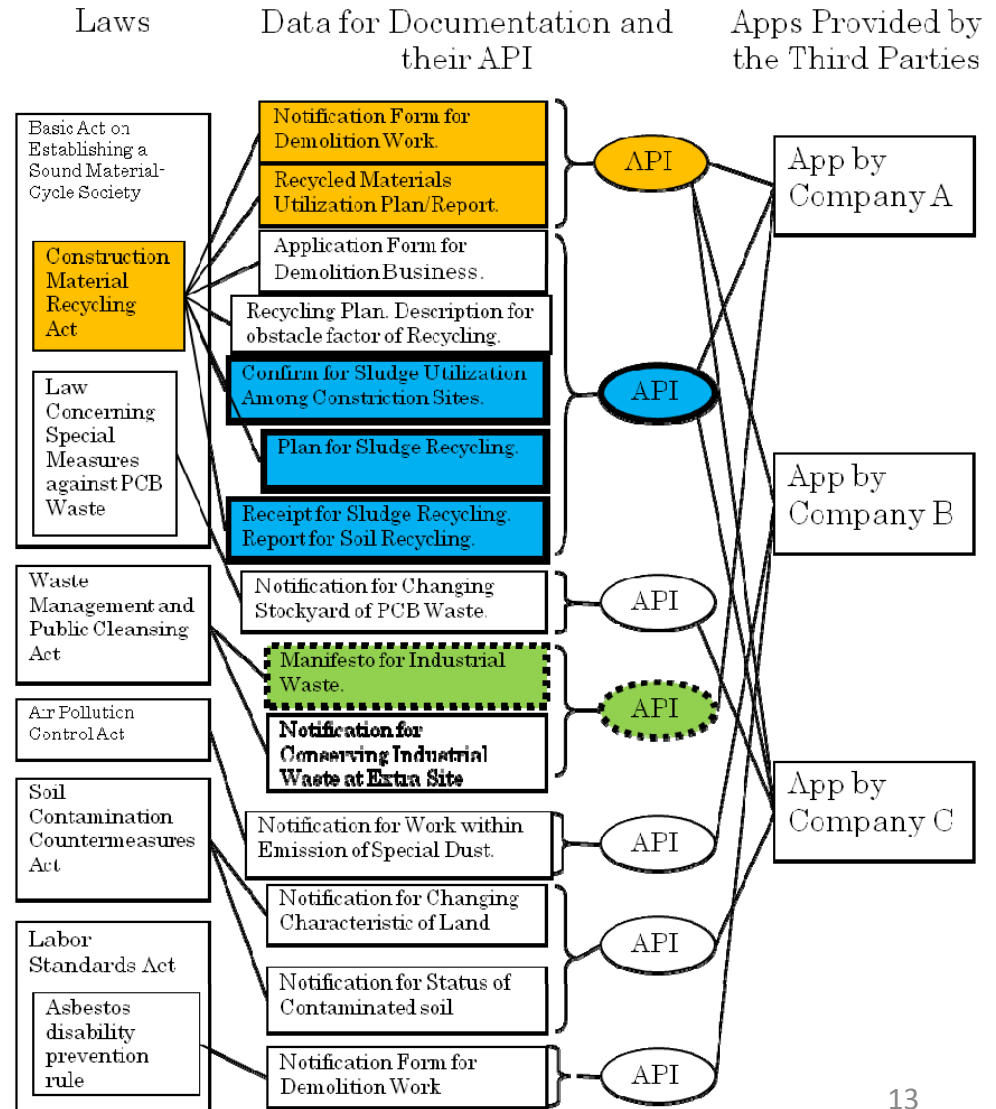 Laws
Data for Documentation and
their API
Apps Provided by
the Third Parties
Basic Act on
Establishing a
Sound Material-
Cycle Society
Construction
Material
Recycling
Act
Law
Concerning
Special
Measures
against PCB
Waste
Waste
Management and
Public Cleansing
Act
Air Pollution
Control Act
Soil
Contamination
Countermeasures
Act
Labor
Standards Act
Asbestos
disability
prevention
rule
Notification Form for
Demolition Work.
Recycled Materials
Utilization Plan/Report.
Application Form for
Demolition Business.
Recycling Plan. Description for
obstacle factor of Recycling.
Confirm for Sludge Utilization
Among Constriction Sites.
Plan for Sludge Recycling.
Receipt for Sludge Recycling.
Report for Soil Recycling.
Notification for Changing
Stockyard of PCB Waste.
Manifesto for Industrial
Waste.
Notification for
Conserving Industrial
Waste at Extra Site
Notification for Work within
Emission of Special Dust.
Notification for Changing
Characteristic of Land
Notification for Status of
Contaminated soil
Notification Form for
Demolition Work
API
API
API
API
API
API
API
App by
Company A
App by
Company B
App by
Company C
13